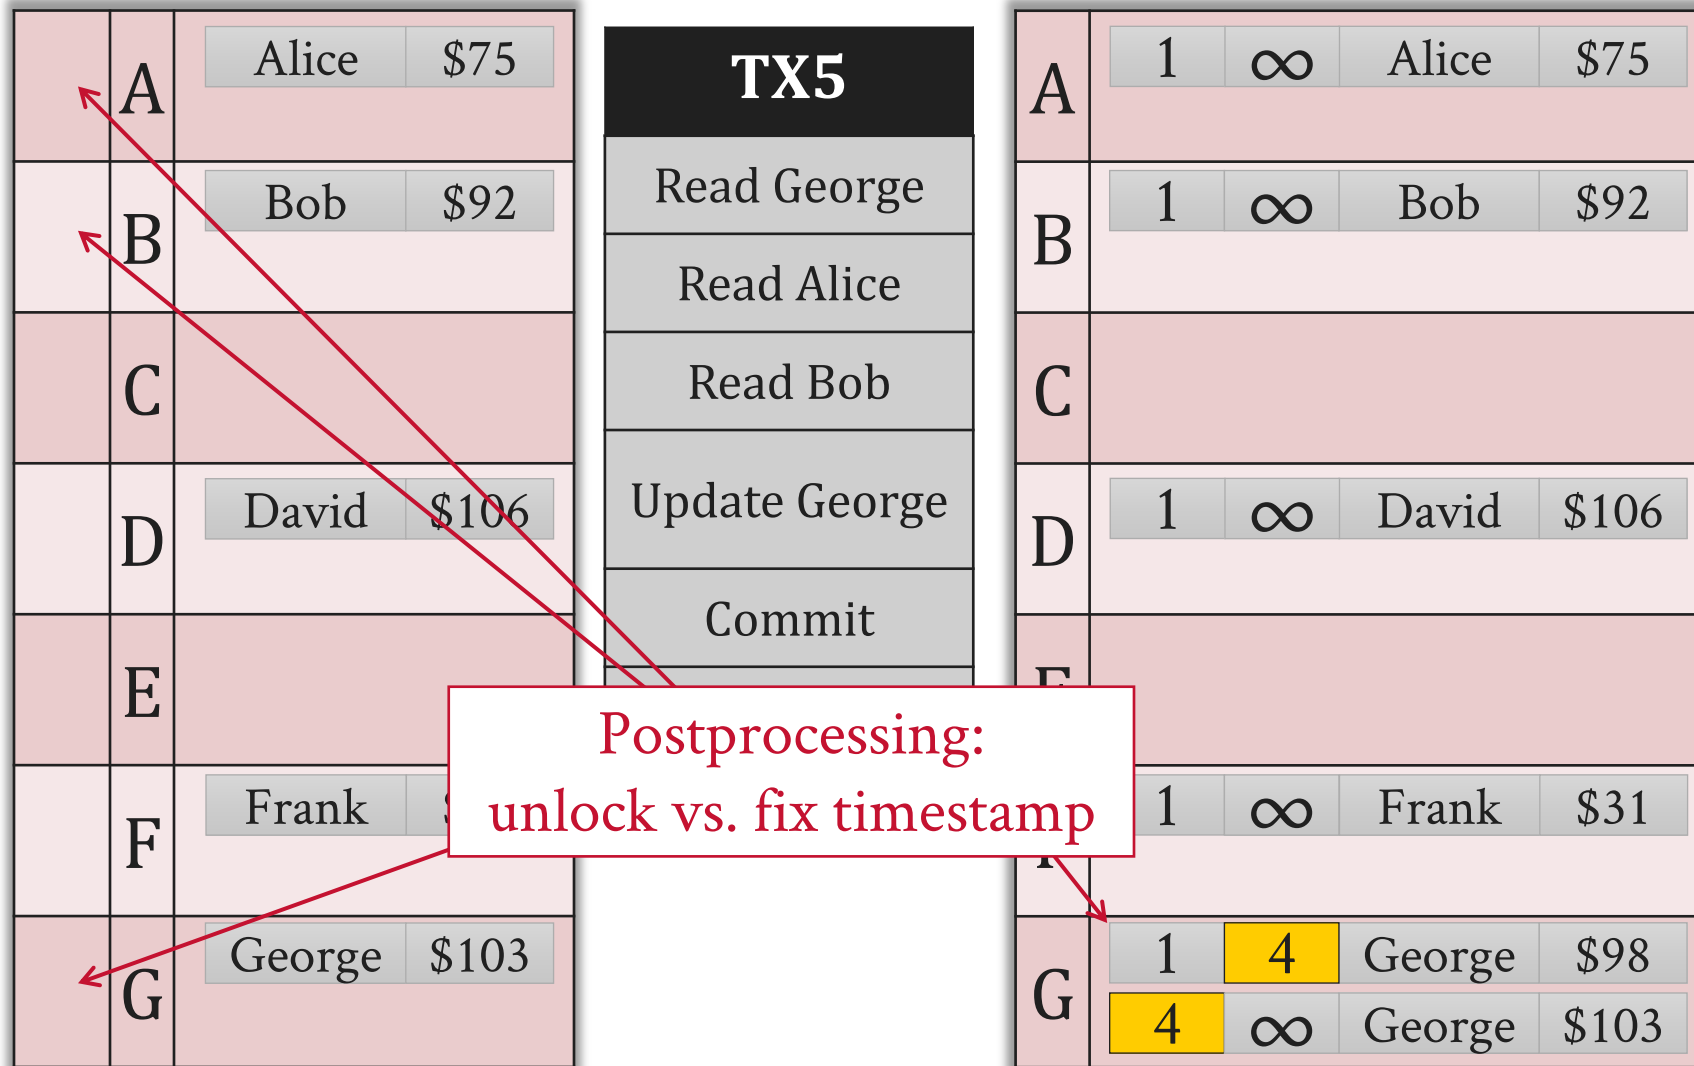 A Alice $75
B Bob $92
C
D David $106
E
F Frank
G George $103
TX5
Read George
Read Alice
Read Bob
Update George
Commit
Postprocessing:
unlock vs. fix timestamp
A 1 ∞ Alice $75
B 1 ∞ Bob $92
C
D 1 ∞ David $106
1 ∞ Frank $31
G 1 4 George $98
4 ∞ George $103